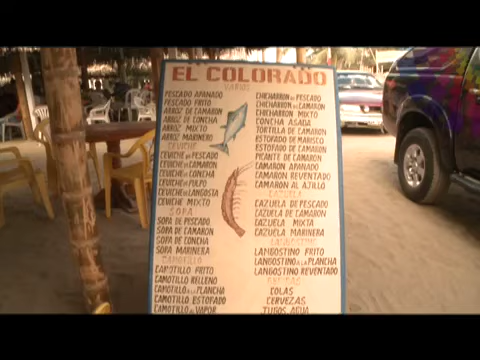 EL COLORADO
VARIOS
PESCADO APANADO
PESCADO FRITO
ARROZ DE CAMARON
ARROZ DE CONCHA
ARROZ MIXTO
ARROZ MARINERO
CEVICHE
CEVICHE DE PESCADO
CEVICHE DE CAMARON
CEVICHE DE CONCHA
CEVICHE DE PULPO
CEVICHE DE LANGOSTA
CEVICHE MIXTO
SOPA
SOPA DE PESCADO
SOPA DE CAMARON
SOPA DE CONCHA
SOPA MARINERA
CAMOTILLO
CAMOTILLO FRITO
CAMOTILLO RELLENO
CAMOTILLO A LA PLANCHA
CAMOTILLO ESTOFADO
CAMOTILLO AL VAPOR
CHICHARRON DE PESCADO
CHICHARRON DE CAMARON
CHICHARRON MIXTO
CONCHA ASADA
TORTILLA DE CAMARON
ESTOFADO DE MARISCO
ESTOFADO DE CAMARON
PICANTE DE CAMARON
CAMARON APANADO
CAMARON REVENTADO
CAMARON AL AJILLO
CAZUELA
CAZUELA DE PESCADO
CAZUELA DE CAMARON
CAZUELA MIXTA
CAZUELA MARINERA
LANGOSTINO
LANGOSTINO FRITO
LANGOSTINO A LA PLANCHA
LANGOSTINO REVENTADO
COLAS
CERVEZAS
AGUA